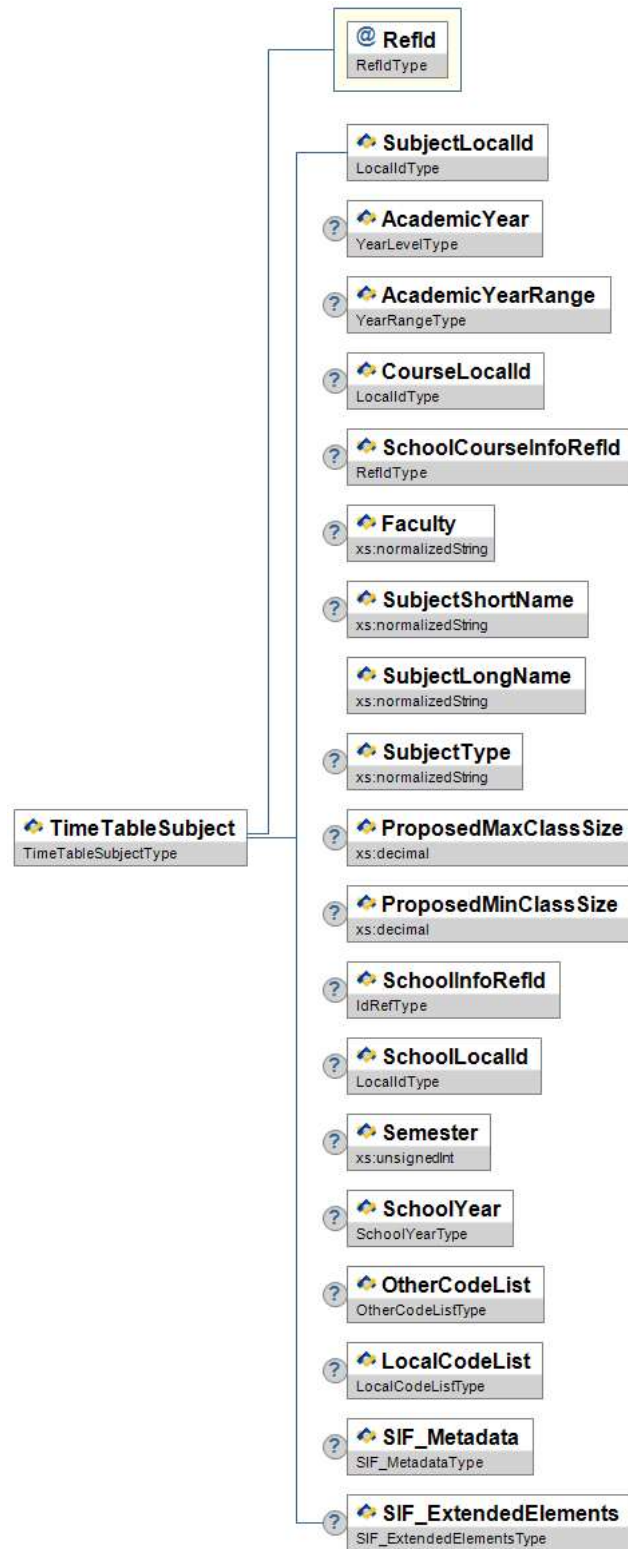 @ RefId
RefIdType
SubjectLocalId
LocalIdType
? AcademicYear
YearLevelType
? AcademicYearRange
YearRangeType
? CourseLocalId
LocalIdType
? SchoolCourseInfoRefId
RefIdType
? Faculty
xs:normalizedString
? SubjectShortName
xs:normalizedString
SubjectLongName
xs:normalizedString
? SubjectType
xs:normalizedString
TimeTableSubject
TimeTableSubjectType
? ProposedMaxClassSize
xs:decimal
? ProposedMinClassSize
xs:decimal
? SchoolInfoRefId
IdRefType
? SchoolLocalId
LocalIdType
? Semester
xs:unsignedInt
? SchoolYear
SchoolYearType
? OtherCodeList
OtherCodeListType
? LocalCodeList
LocalCodeListType
? SIF_Metadata
SIF_MetadataType
? SIF_ExtendedElements
SIF_ExtendedElementsType